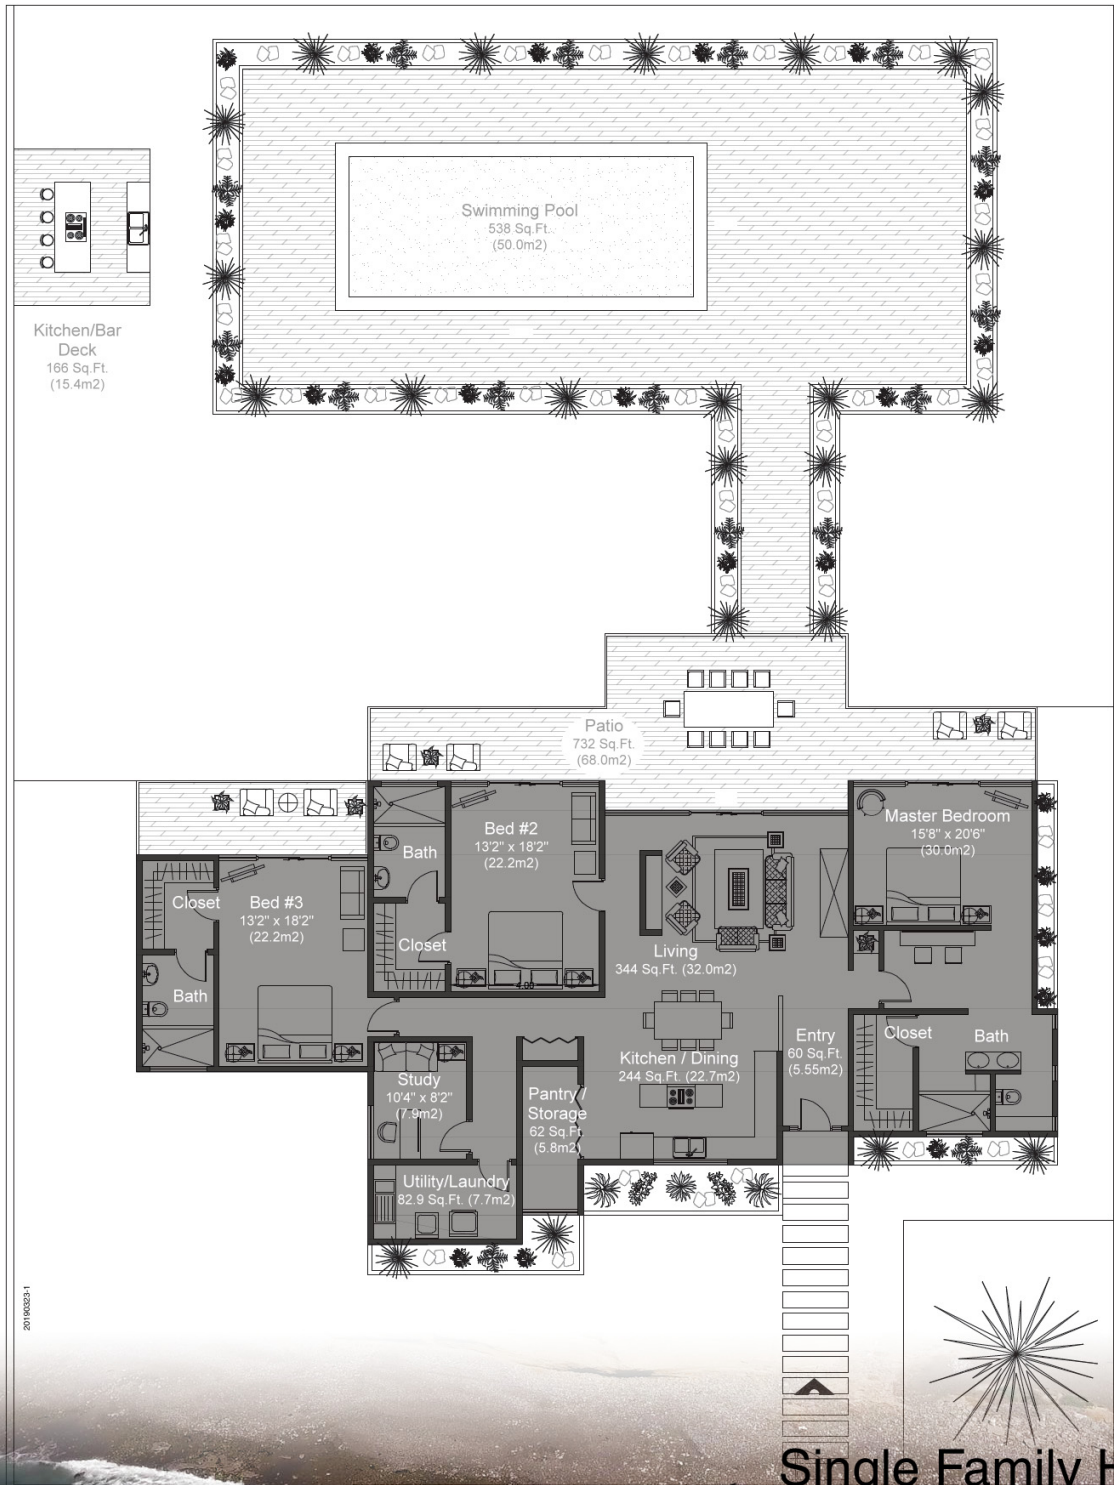 Swimming Pool
538 Sq.Ft.
(50.0m2)
Kitchen/Bar
Deck
166 Sq.Ft.
(15.4m2)
Patio
732 Sq.Ft.
(68.0m2)
Master Bedroom
15'8" x 20'6"
(30.0m2)
Bed #2
13'2" x 18'2"
(22.2m2)
Bath
Closet
Bed #3
13'2" x 18'2"
(22.2m2)
Closet
Bath
4.00
Living
344 Sq.Ft. (32.0m2)
Kitchen / Dining
244 Sq.Ft. (22.7m2)
Entry
60 Sq.Ft.
(5.55m2)
Closet
Bath
Study
10'4" x 8'2"
(7.9m2)
Pantry /
Storage
62 Sq.Ft.
(5.8m2)
Utility/Laundry
82.9 Sq.Ft. (7.7m2)
20190323-1
Single Family H